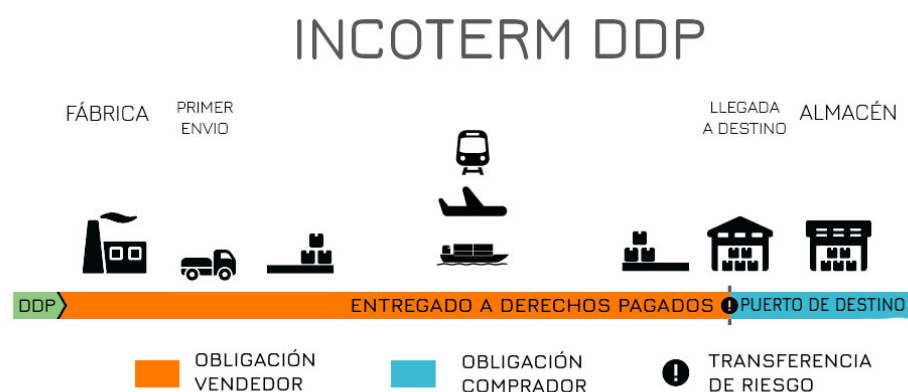 INCOTERM DDP
FÁBRICA
PRIMER
ENVIO
LLEGADA
A DESTINO
ALMACÉN
DDP
ENTREGADO A DERECHOS PAGADOS
PUERTO DE DESTINO
OBLIGACIÓN
VENDEDOR
OBLIGACIÓN
COMPRADOR
TRANSFERENCIA
DE RIESGO